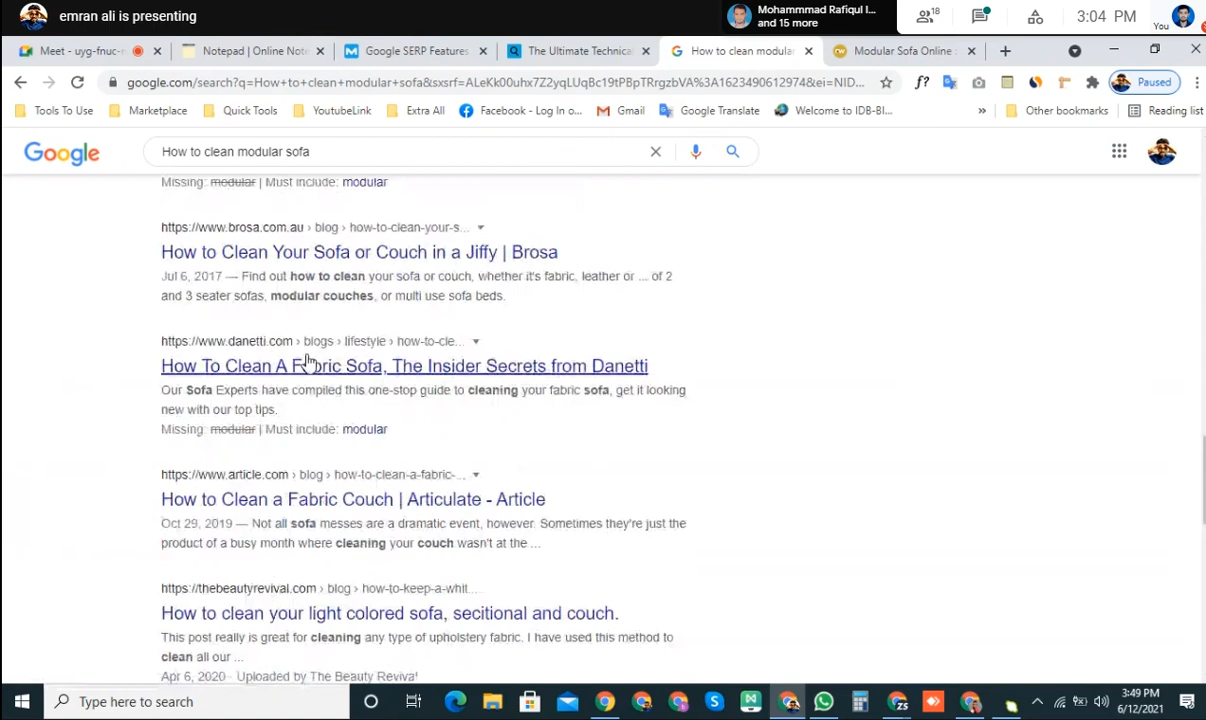 emran ali is presenting
Mohammmad Rafiqul I...
and 15 more
18
3:04 PM
You
Meet - uyg-fnuc-r
Notepad | Online Note
Google SERP Features
The Ultimate Technical
How to clean modular
Modular Sofa Online
google.com/search?q=How+to+clean+modular+sofa&sxsrf=ALeKk00uhx7Z2yqLUqBc19tPBpTRrgzbVA%3A1623490612974&ei=NID...
f?
Paused
Tools To Use
Marketplace
Quick Tools
YoutubeLink
Extra All
Facebook - Log In o...
Gmail
Google Translate
Welcome to IDB-BI...
»
Other bookmarks
Reading list
Google
How to clean modular sofa
Missing: modular | Must include: modular
https://www.brosa.com.au › blog › how-to-clean-your-s...
How to Clean Your Sofa or Couch in a Jiffy | Brosa
Jul 6, 2017 — Find out how to clean your sofa or couch, whether it's fabric, leather or ... of 2
and 3 seater sofas, modular couches, or multi use sofa beds.
https://www.danetti.com › blogs › lifestyle › how-to-cle...
How To Clean A Fabric Sofa, The Insider Secrets from Danetti
Our Sofa Experts have compiled this one-stop guide to cleaning your fabric sofa, get it looking
new with our top tips.
Missing: modular | Must include: modular
https://www.article.com › blog › how-to-clean-a-fabric-...
How to Clean a Fabric Couch | Articulate - Article
Oct 29, 2019 — Not all sofa messes are a dramatic event, however. Sometimes they're just the
product of a busy month where cleaning your couch wasn't at the ...
https://thebeautyrevival.com › blog › how-to-keep-a-whit...
How to clean your light colored sofa, secitional and couch.
This post really is great for cleaning any type of upholstery fabric. I have used this method to
clean all our ...
Apr 6, 2020 - Uploaded by The Beauty Revival
Type here to search
3:49 PM
6/12/2021